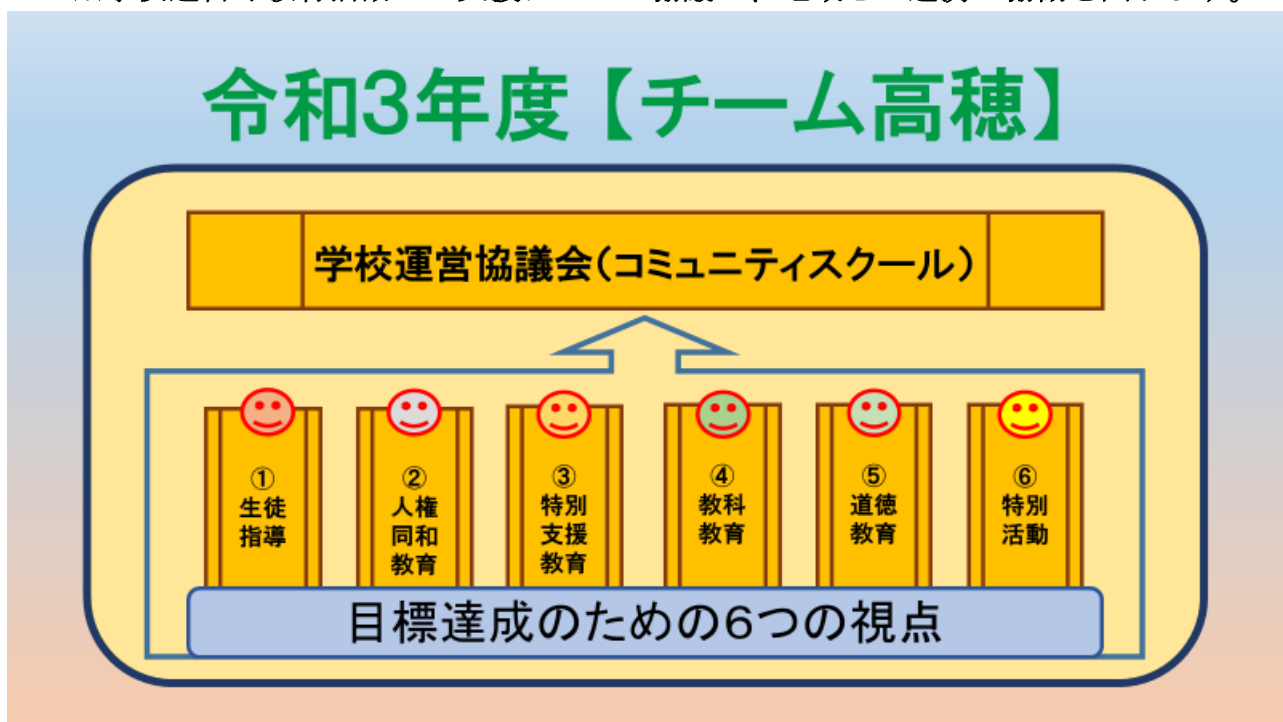 令和3年度【チーム高穂】
学校運営協議会(コミュニティスクール)
①
生徒
指導
②
人権
同和
教育
③
特別
支援
教育
④
教科
教育
⑤
道徳
教育
⑥
特別
活動
目標達成のための6つの視点